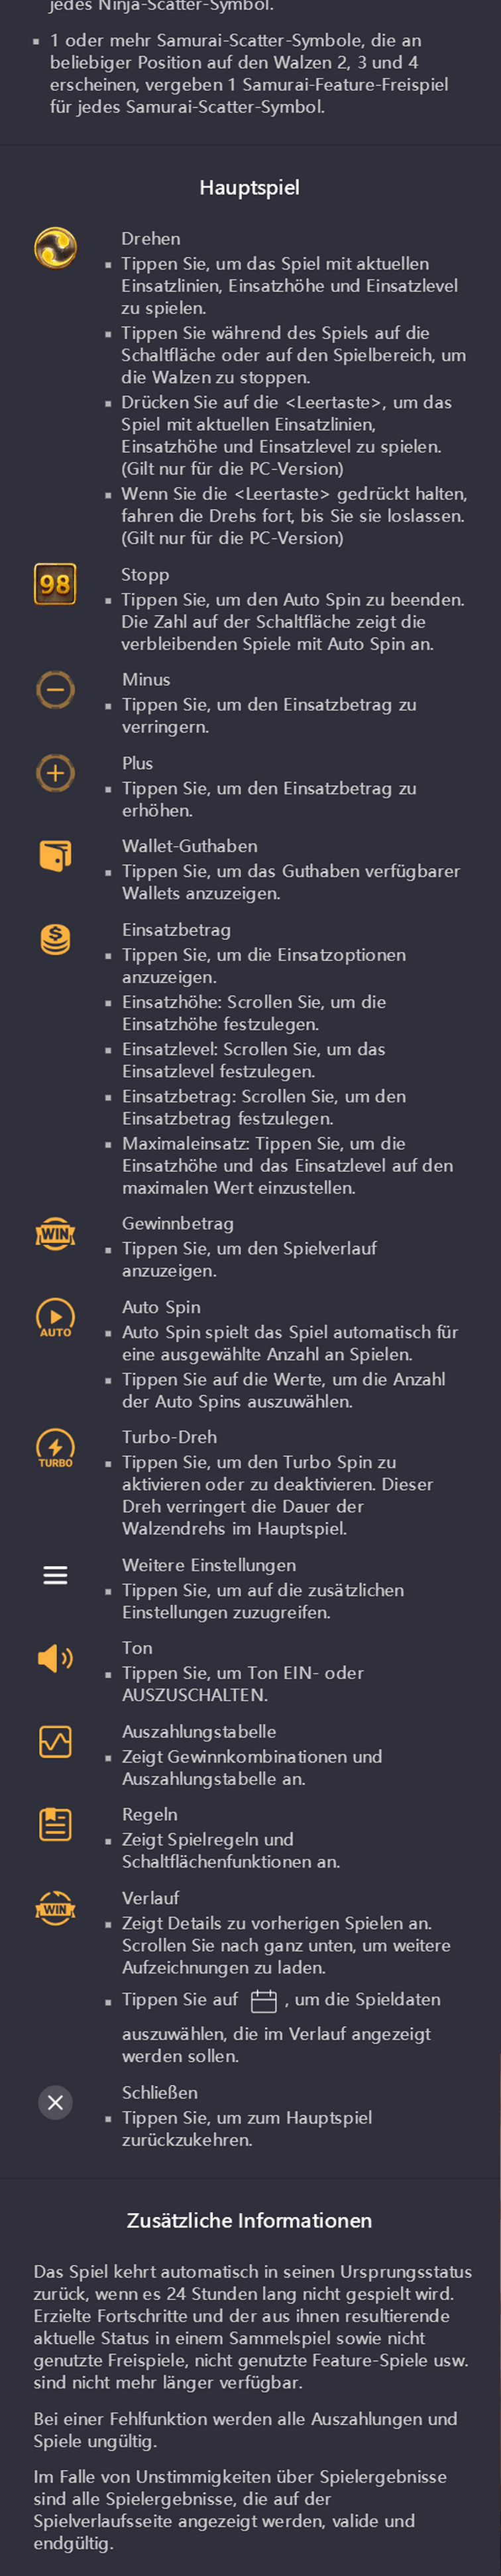 jedes Ninja-Scatter-Symbol.
1 oder mehr Samurai-Scatter-Symbole, die an
beliebiger Position auf den Walzen 2, 3 und 4
erscheinen, vergeben 1 Samurai-Feature-Freispiel
für jedes Samurai-Scatter-Symbol.
Hauptspiel
Drehen
Tippen Sie, um das Spiel mit aktuellen
Einsatzlinien, Einsatzhöhe und Einsatzlevel
zu spielen.
Tippen Sie während des Spiels auf die
Schaltfläche oder auf den Spielbereich, um
die Walzen zu stoppen.
Drücken Sie auf die <Leertaste>, um das
Spiel mit aktuellen Einsatzlinien,
Einsatzhöhe und Einsatzlevel zu spielen.
(Gilt nur für die PC-Version)
Wenn Sie die <Leertaste> gedrückt halten,
fahren die Drehs fort, bis Sie sie loslassen.
(Gilt nur für die PC-Version)
98
Stopp
Tippen Sie, um den Auto Spin zu beenden.
Die Zahl auf der Schaltfläche zeigt die
verbleibenden Spiele mit Auto Spin an.
Minus
Tippen Sie, um den Einsatzbetrag zu
verringern.
Plus
Tippen Sie, um den Einsatzbetrag zu
erhöhen.
Wallet-Guthaben
Tippen Sie, um das Guthaben verfügbarer
Wallets anzuzeigen.
Einsatzbetrag
Tippen Sie, um die Einsatzoptionen
anzuzeigen.
Einsatzhöhe: Scrollen Sie, um die
Einsatzhöhe festzulegen.
Einsatzlevel: Scrollen Sie, um das
Einsatzlevel festzulegen.
Einsatzbetrag: Scrollen Sie, um den
Einsatzbetrag festzulegen.
Maximaleinsatz: Tippen Sie, um die
Einsatzhöhe und das Einsatzlevel auf den
maximalen Wert einzustellen.
WIN
Gewinnbetrag
Tippen Sie, um den Spielverlauf
anzuzeigen.
AUTO
Auto Spin
Auto Spin spielt das Spiel automatisch für
eine ausgewählte Anzahl an Spielen.
Tippen Sie auf die Werte, um die Anzahl
der Auto Spins auszuwählen.
TURBO
Turbo-Dreh
Tippen Sie, um den Turbo Spin zu
aktivieren oder zu deaktivieren. Dieser
Dreh verringert die Dauer der
Walzendrehs im Hauptspiel.
Weitere Einstellungen
Tippen Sie, um auf die zusätzlichen
Einstellungen zuzugreifen.
Ton
Tippen Sie, um Ton EIN- oder
AUSZUSCHALTEN.
Auszahlungstabelle
Zeigt Gewinnkombinationen und
Auszahlungstabelle an.
Regeln
Zeigt Spielregeln und
Schaltflächenfunktionen an.
WIN
Verlauf
Zeigt Details zu vorherigen Spielen an.
Scrollen Sie nach ganz unten, um weitere
Aufzeichnungen zu laden.
Tippen Sie auf , um die Spieldaten
auszuwählen, die im Verlauf angezeigt
werden sollen.
Schließen
Tippen Sie, um zum Hauptspiel
zurückzukehren.
Zusätzliche Informationen
Das Spiel kehrt automatisch in seinen Ursprungsstatus
zurück, wenn es 24 Stunden lang nicht gespielt wird.
Erzielte Fortschritte und der aus ihnen resultierende
aktuelle Status in einem Sammelspiel sowie nicht
genutzte Freispiele, nicht genutzte Feature-Spiele usw.
sind nicht mehr länger verfügbar.
Bei einer Fehlfunktion werden alle Auszahlungen und
Spiele ungültig.
Im Falle von Unstimmigkeiten über Spielergebnisse
sind alle Spielergebnisse, die auf der
Spielverlaufsseite angezeigt werden, valide und
endgültig.